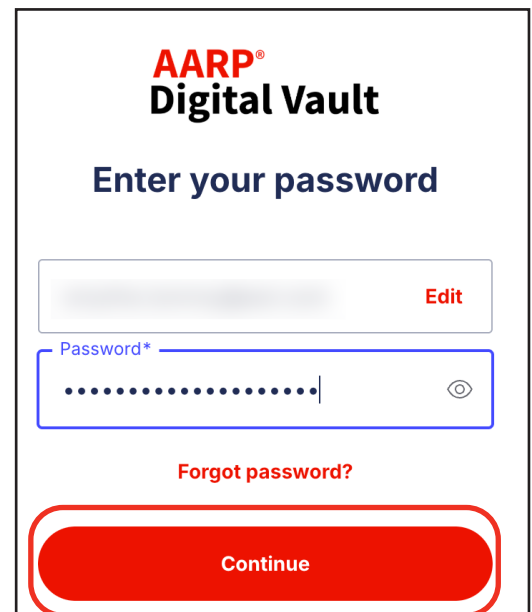 AARP®
Digital Vault
Enter your password
Edit
Password*
•••••••••••••••••••
Forgot password?
Continue